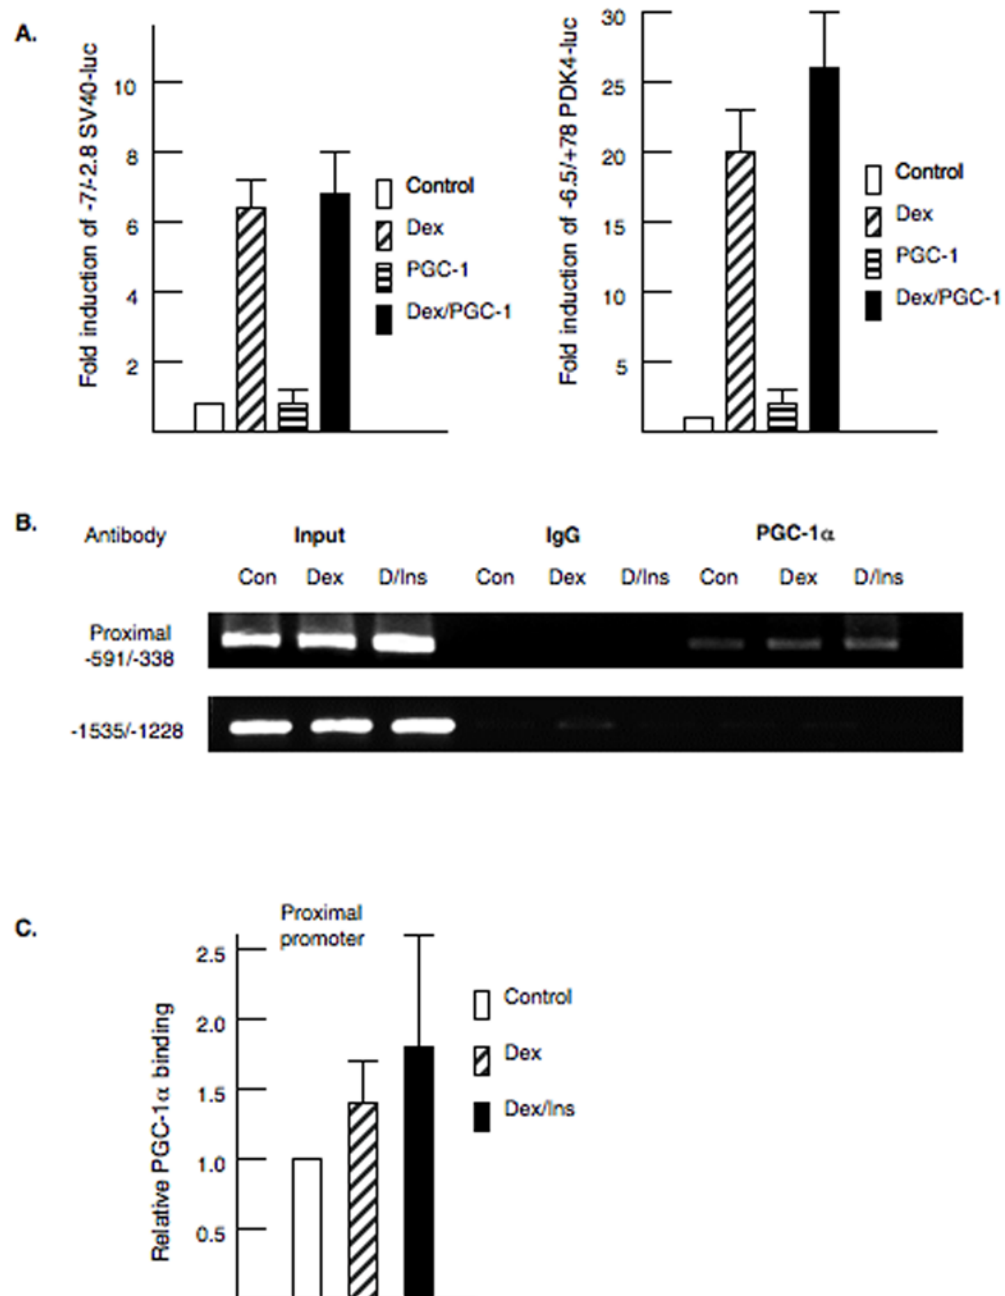 A.
Fold induction of -7/-2.8 SV40-luc
10
8
6
4
2
Control
Dex
PGC-1
Dex/PGC-1
Fold induction of -6.5/+78 PDK4-luc
30
25
20
15
10
5
Control
Dex
PGC-1
Dex/PGC-1
B.
Antibody Input IgG PGC-1α
Con Dex D/Ins Con Dex D/Ins Con Dex D/Ins
Proximal
-591/-338
-1535/-1228
C.
Proximal
promoter
Relative PGC-1α binding
2.5
2.0
1.5
1.0
0.5
Control
Dex
Dex/Ins